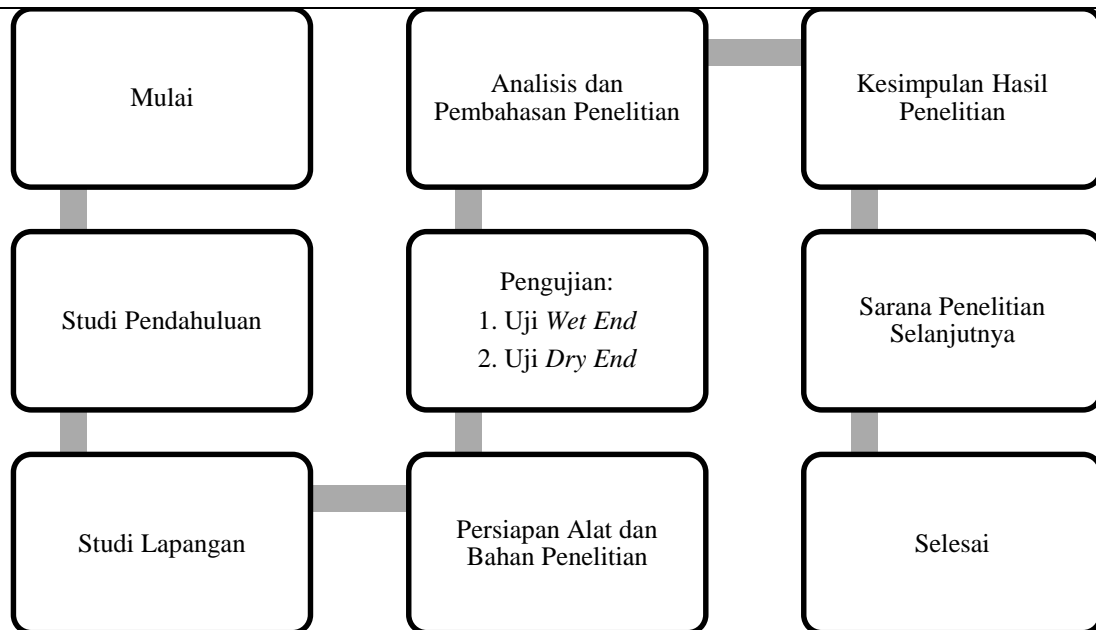 Mulai
Studi Pendahuluan
Studi Lapangan
Persiapan Alat dan
Bahan Penelitian
Pengujian:
1. Uji Wet End
2. Uji Dry End
Analisis dan
Pembahasan Penelitian
Kesimpulan Hasil
Penelitian
Sarana Penelitian
Selanjutnya
Selesai